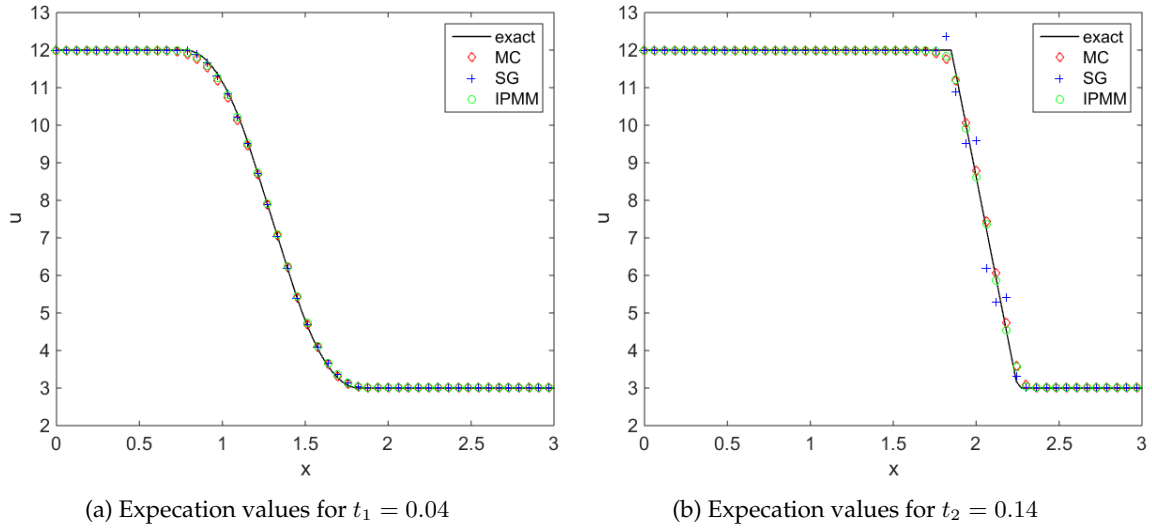 13
12
11
10
9
8
7
6
5
4
3
2
u
0 0.5 1 1.5 2 2.5 3
x
exact
MC
SG
IPMM
(a) Expecation values for t₁ = 0.04
13
12
11
10
9
8
7
6
5
4
3
2
u
0 0.5 1 1.5 2 2.5 3
x
exact
MC
SG
IPMM
(b) Expecation values for t₂ = 0.14